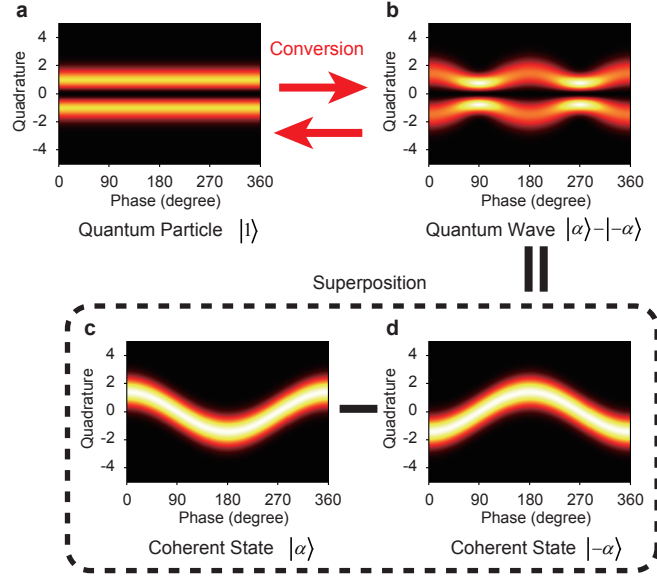 a
b
Quadrature
4
2
0
-2
-4
0 90 180 270 360
Phase (degree)
Quantum Particle |1⟩
Conversion
Quadrature
4
2
0
-2
-4
0 90 180 270 360
Phase (degree)
Quantum Wave |α⟩−|−α⟩
Superposition
c
d
Quadrature
4
2
0
-2
-4
0 90 180 270 360
Phase (degree)
Coherent State |α⟩
Quadrature
4
2
0
-2
-4
0 90 180 270 360
Phase (degree)
Coherent State |−α⟩